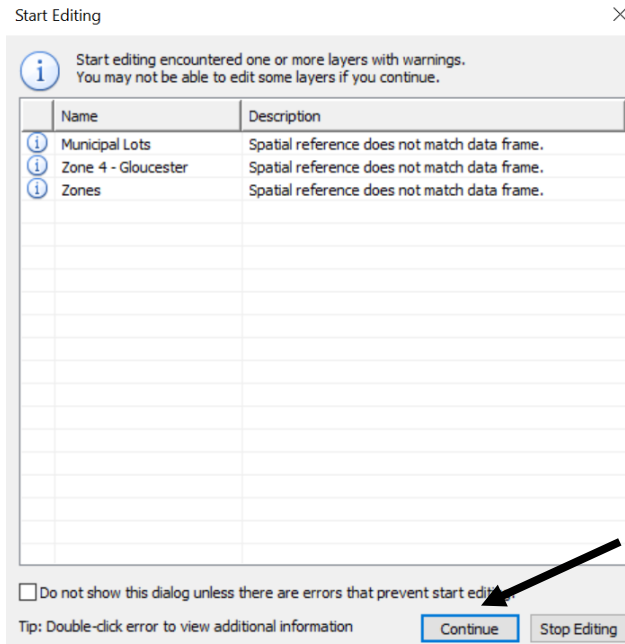 Start Editing
Start editing encountered one or more layers with warnings.
You may not be able to edit some layers if you continue.
Name Description
Municipal Lots Spatial reference does not match data frame.
Zone 4 - Gloucester Spatial reference does not match data frame.
Zones Spatial reference does not match data frame.
Do not show this dialog unless there are errors that prevent start editing.
Tip: Double-click error to view additional information
Continue Stop Editing